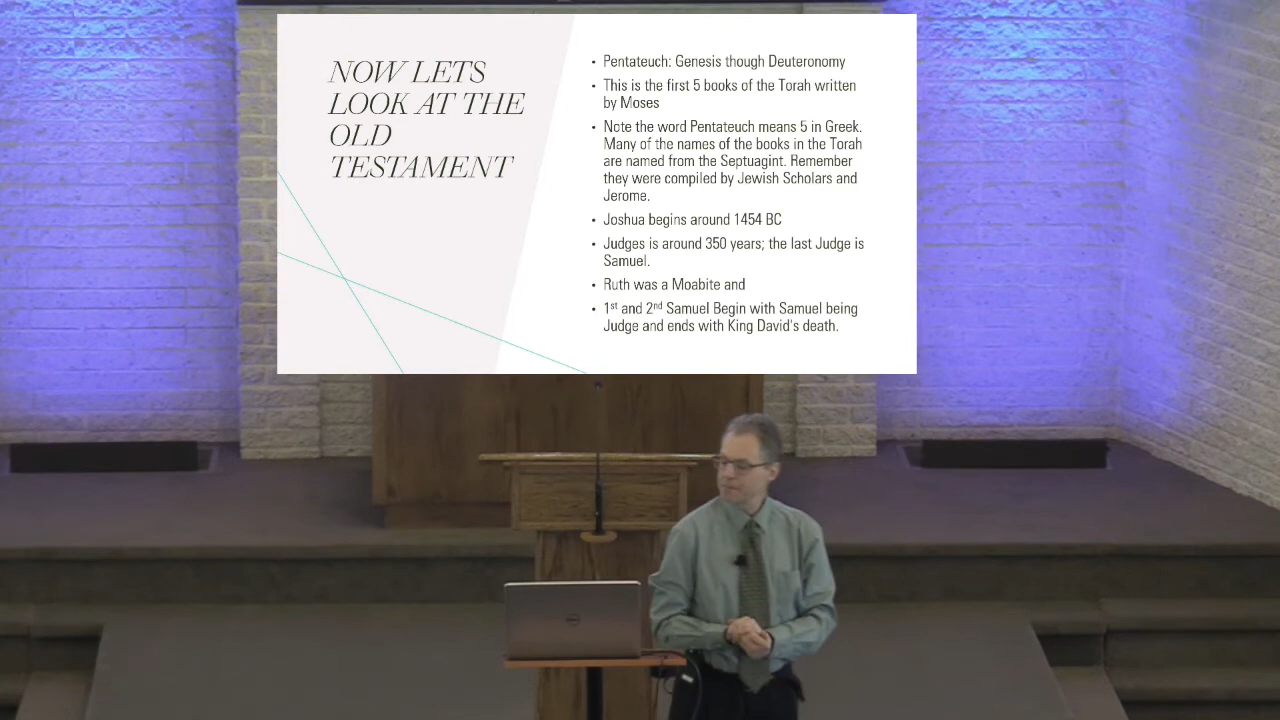 NOW LETS
LOOK AT THE
OLD
TESTAMENT
• Pentateuch: Genesis though Deuteronomy
• This is the first 5 books of the Torah written
by Moses
• Note the word Pentateuch means 5 in Greek.
Many of the names of the books in the Torah
are named from the Septuagint. Remember
they were compiled by Jewish Scholars and
Jerome.
• Joshua begins around 1454 BC
• Judges is around 350 years; the last Judge is
Samuel.
• Ruth was a Moabite and
• 1st and 2nd Samuel Begin with Samuel being
Judge and ends with King David's death.